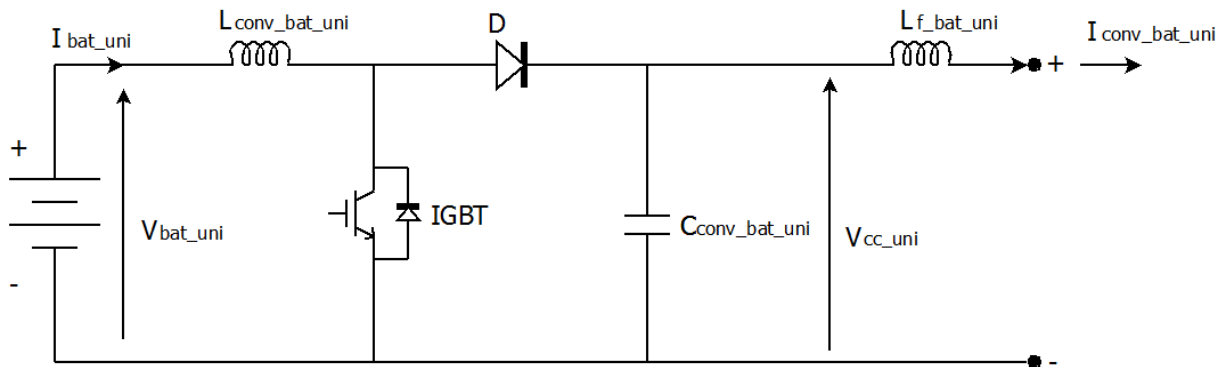 L conv_bat_uni
D
L f_bat_uni
I bat_uni
I conv_bat_uni
+
+
IGBT
V bat_uni
C conv_bat_uni
V cc_uni
-
-